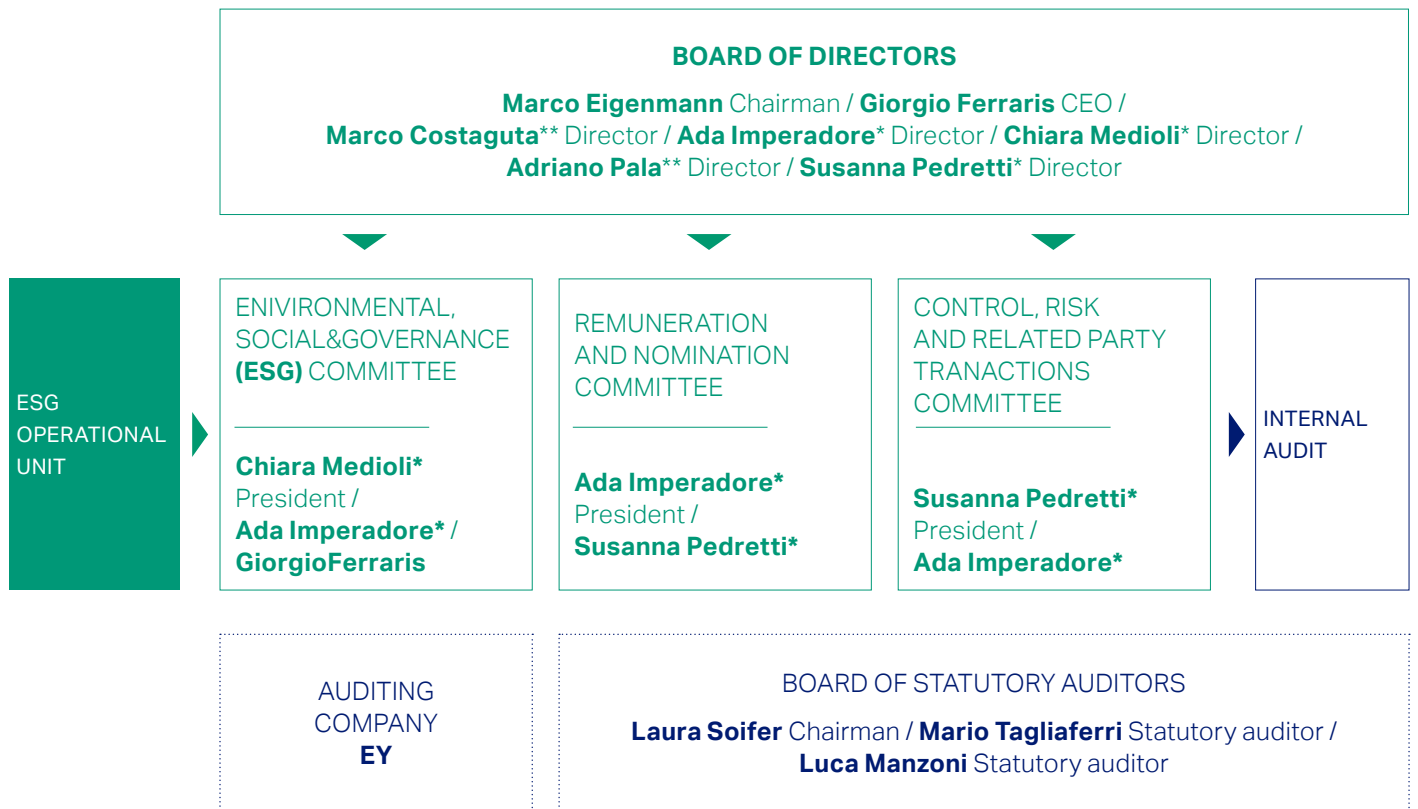 BOARD OF DIRECTORS
Marco Eigenmann Chairman / Giorgio Ferraris CEO /
Marco Costaguta** Director / Ada Imperadore* Director / Chiara Medioli* Director /
Adriano Pala** Director / Susanna Pedretti* Director
ESG
OPERATIONAL
UNIT
ENIVIRONMENTAL,
SOCIAL&GOVERNANCE
(ESG) COMMITTEE
Chiara Medioli*
President /
Ada Imperadore* /
GiorgioFerraris
REMUNERATION
AND NOMINATION
COMMITTEE
Ada Imperadore*
President /
Susanna Pedretti*
CONTROL, RISK
AND RELATED PARTY
TRANACTIONS
COMMITTEE
Susanna Pedretti*
President /
Ada Imperadore*
INTERNAL
AUDIT
AUDITING
COMPANY
EY
BOARD OF STATUTORY AUDITORS
Laura Soifer Chairman / Mario Tagliaferri Statutory auditor /
Luca Manzoni Statutory auditor